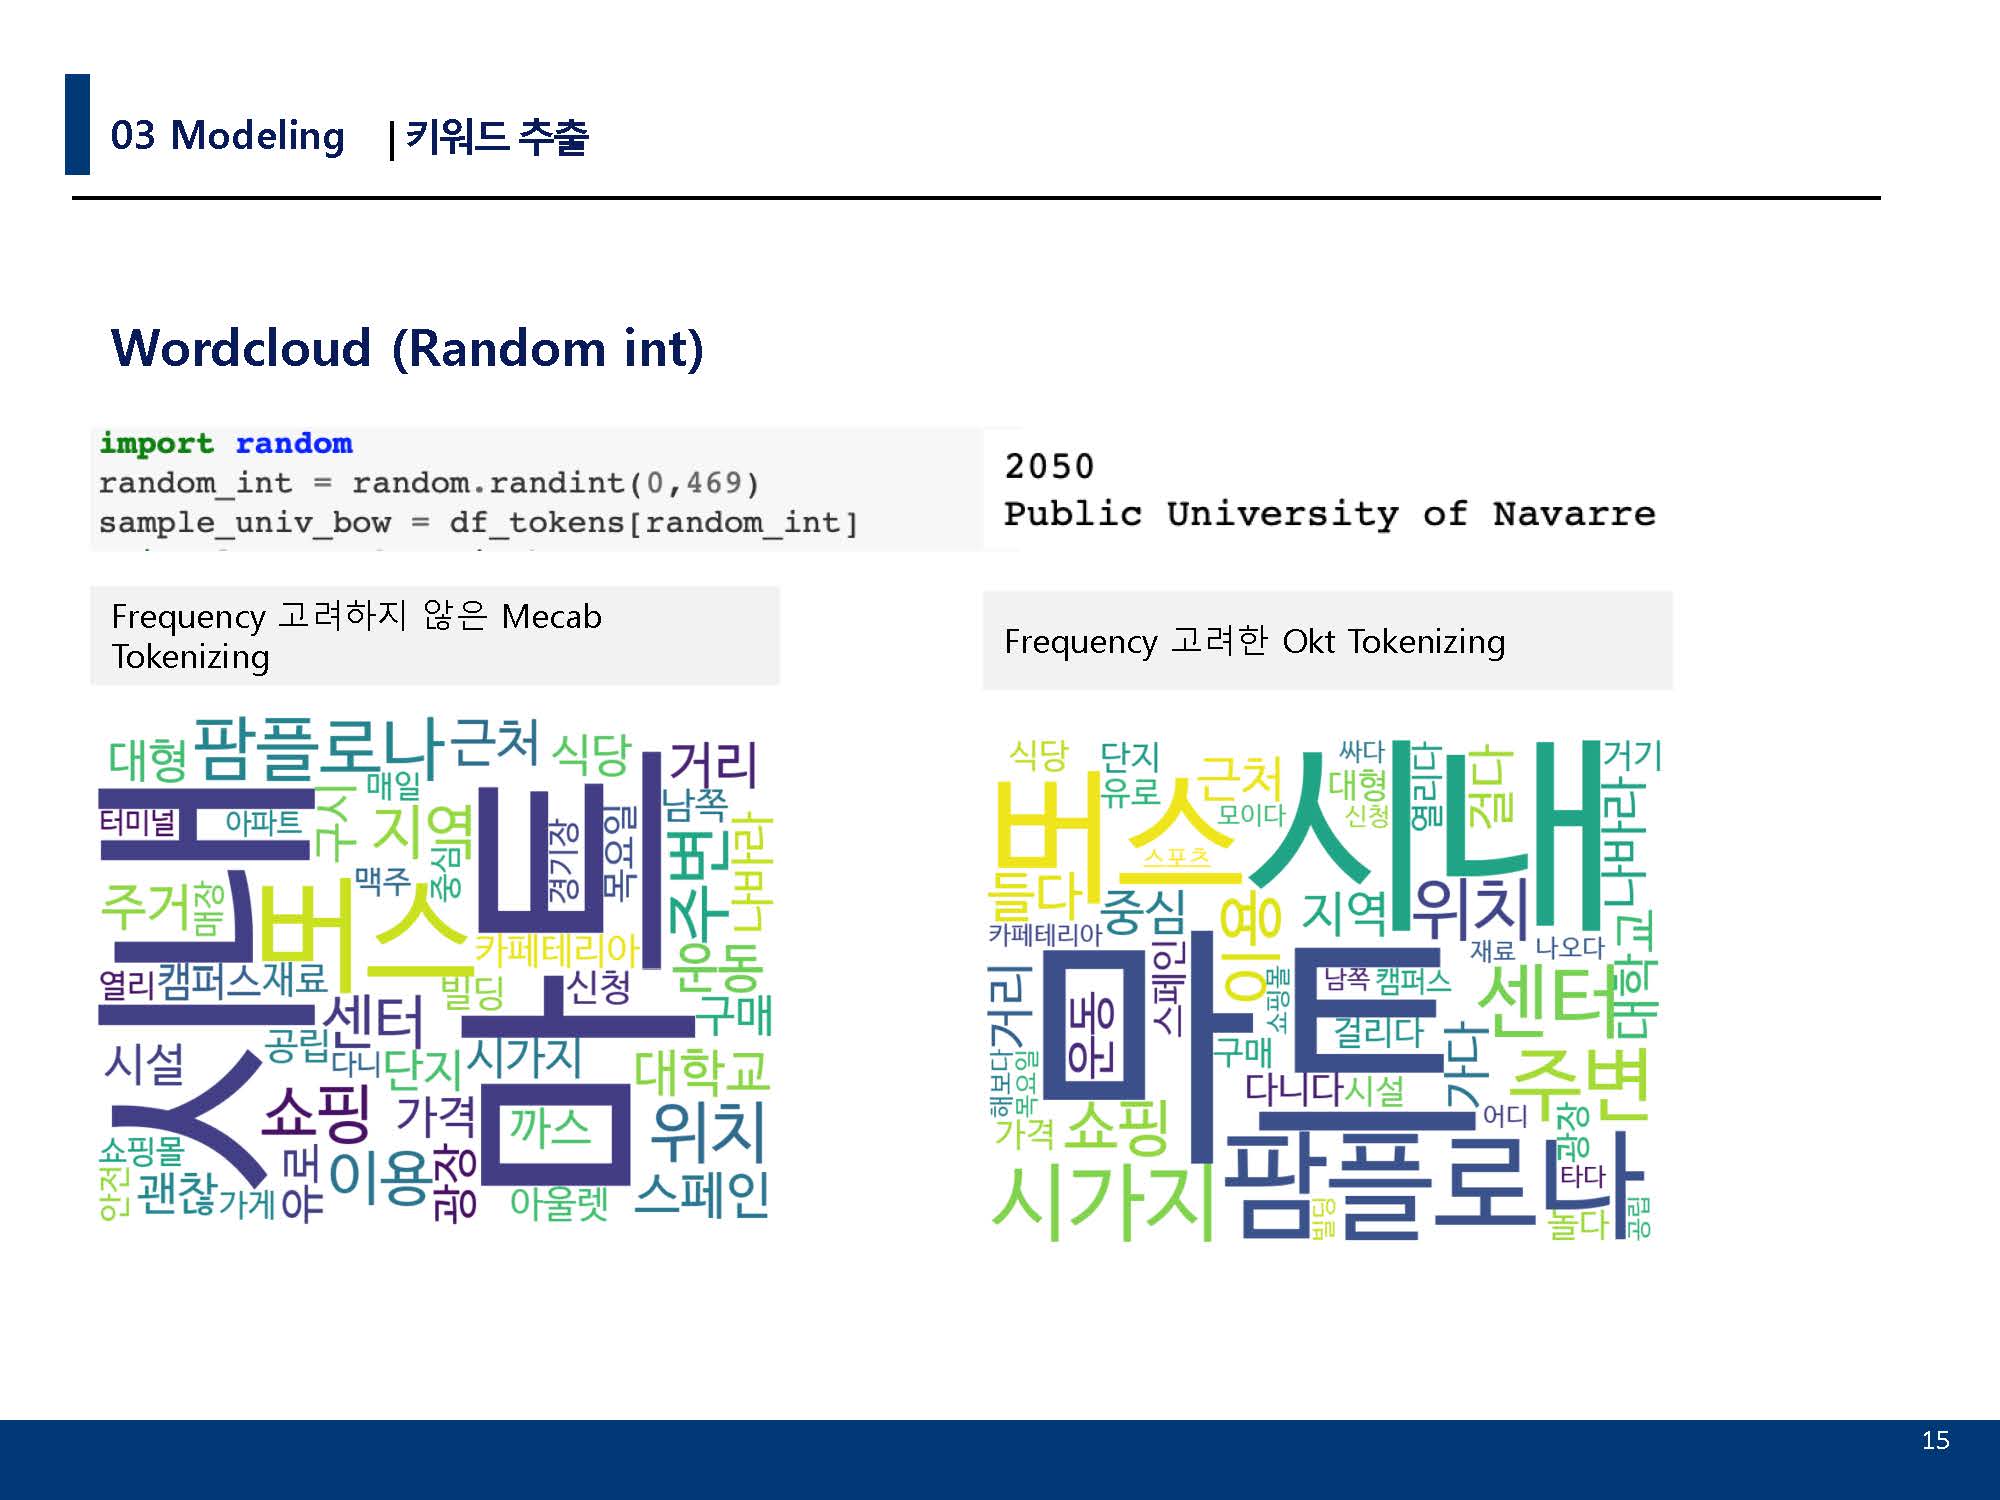 03 Modeling | 키워드 추출
Wordcloud (Random int)
import random
random_int = random.randint(0,469)
sample_univ_bow = df_tokens[random_int]
2050
Public University of Navarre
Frequency 고려하지 않은 Mecab
Tokenizing
Frequency 고려한 Okt Tokenizing
대형
팜플로나
근처
식당
거리
매일
터미널
아파트
구시
지역
남쪽
시내
마트
경기장
목요일
주변
나바라
주거
매장
버스
맥주
중심
카페테리아
운동
열리
캠퍼스
재료
빌딩
신청
구매
센터
시설
공립
다니
단지
시가지
대학교
쇼핑
가격
까스
위치
쇼핑몰
안전
괜찮
가게
유로
이용
광장
아울렛
스페인
식당
단지
유로
근처
모이다
싸다
대형
신청
열리다
걸다
거기
버스
스포츠
시내
나바라
들다
중심
이용
지역
위치
카페테리아
스페인
재료
나오다
대학교
거리
마트
운동
쇼핑몰
남쪽
캠퍼스
센터
구매
걸리다
해보다
목요일
다니다
시설
가다
주변
가격
쇼핑
어디
광장
시가지
팜플로나
타다
빌딩
놀다
공립
15